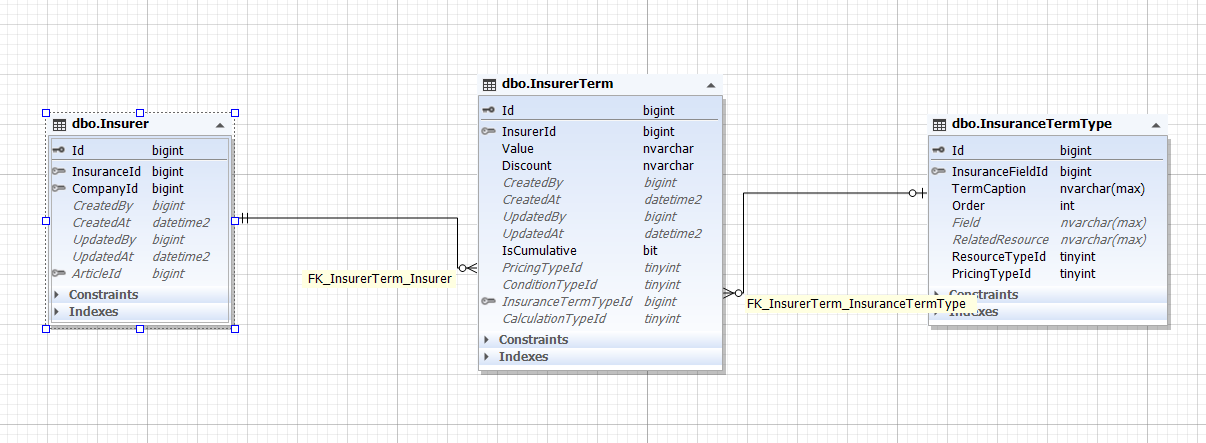 dbo.Insurer
Id bigint
InsuranceId bigint
CompanyId bigint
CreatedBy bigint
CreatedAt datetime2
UpdatedBy bigint
UpdatedAt datetime2
ArticleId bigint
Constraints
Indexes
FK_InsurerTerm_Insurer
dbo.InsurerTerm
Id bigint
InsurerId bigint
Value nvarchar
Discount nvarchar
CreatedBy bigint
CreatedAt datetime2
UpdatedBy bigint
UpdatedAt datetime2
IsCumulative bit
PricingTypeId tinyint
ConditionTypeId tinyint
InsuranceTermTypeId bigint
CalculationTypeId tinyint
Constraints
Indexes
FK_InsurerTerm_InsuranceTermType
dbo.InsuranceTermType
Id bigint
InsuranceFieldId bigint
TermCaption nvarchar(max)
Order int
Field nvarchar(max)
RelatedResource nvarchar(max)
ResourceTypeId tinyint
PricingTypeId tinyint
Constraints
Indexes